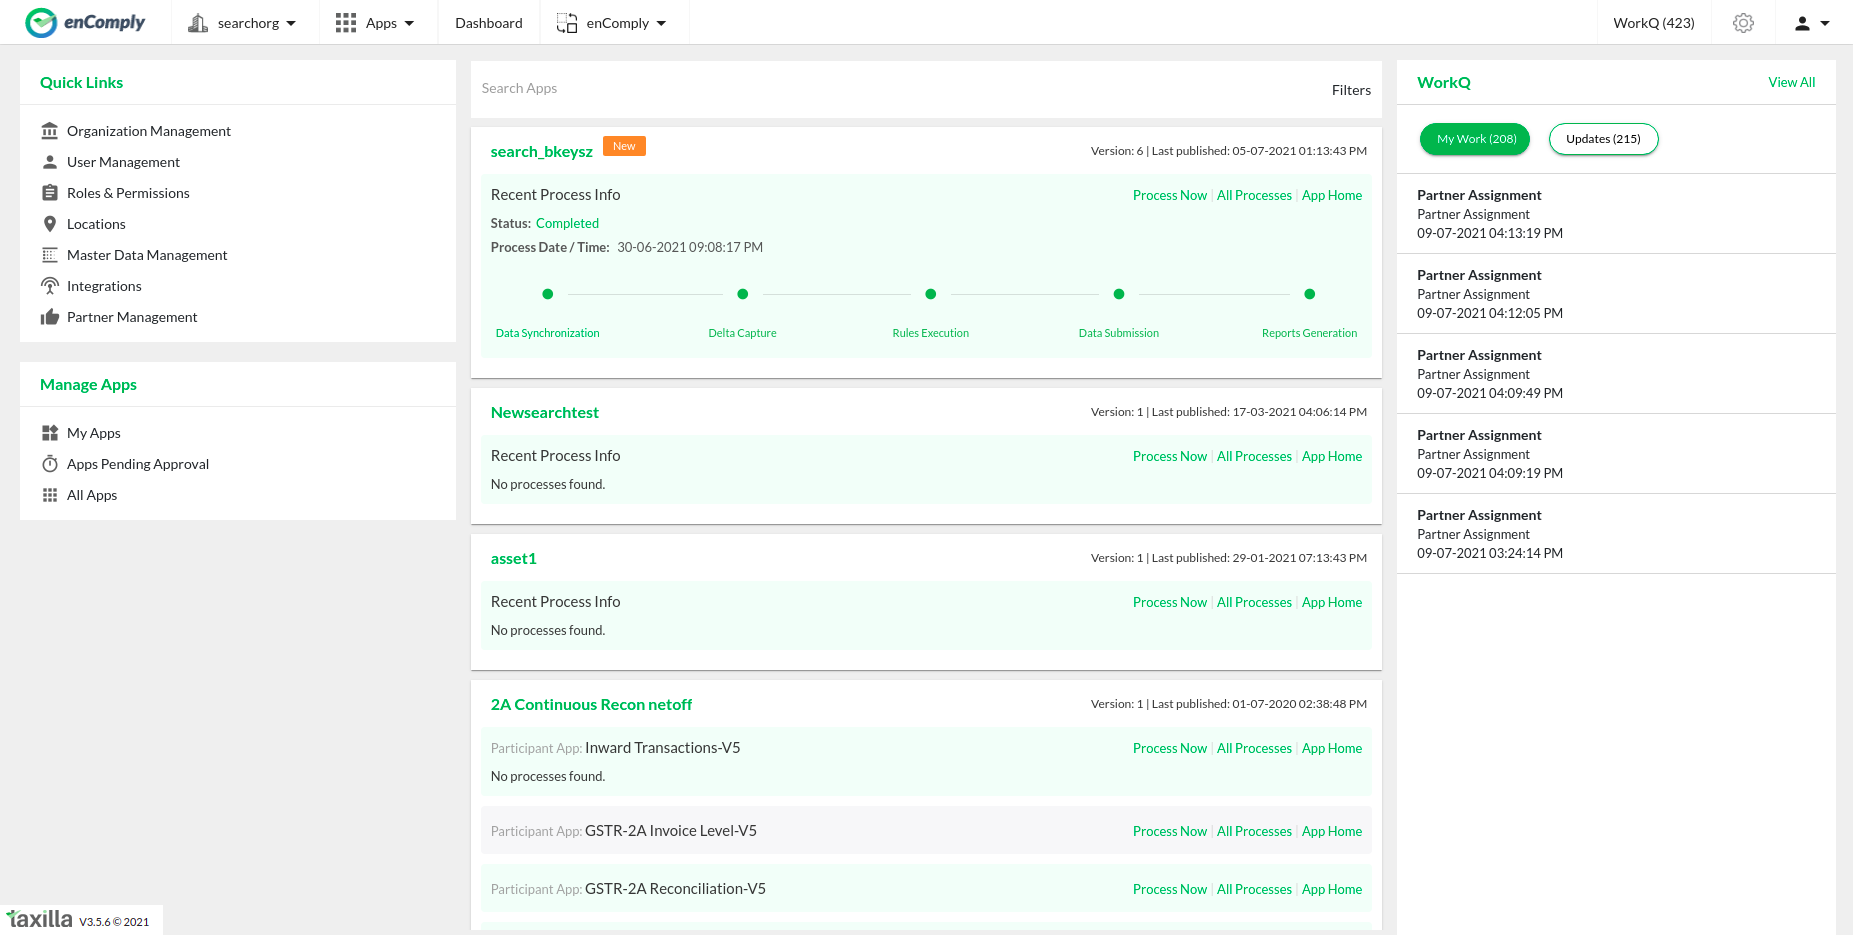 enComply
searchorg
Apps
Dashboard
enComply
WorkQ (423)
Quick Links
Organization Management
User Management
Roles & Permissions
Locations
Master Data Management
Integrations
Partner Management
Manage Apps
My Apps
Apps Pending Approval
All Apps
Search Apps
Filters
search_bkeysz New
Version: 6 | Last published: 05-07-2021 01:13:43 PM
Recent Process Info
Process Now | All Processes | App Home
Status: Completed
Process Date / Time: 30-06-2021 09:08:17 PM
Data Synchronization
Delta Capture
Rules Execution
Data Submission
Reports Generation
Newsearchtest
Version: 1 | Last published: 17-03-2021 04:06:14 PM
Recent Process Info
Process Now | All Processes | App Home
No processes found.
asset1
Version: 1 | Last published: 29-01-2021 07:13:43 PM
Recent Process Info
Process Now | All Processes | App Home
No processes found.
2A Continuous Recon netoff
Version: 1 | Last published: 01-07-2020 02:38:48 PM
Participant App: Inward Transactions-V5
Process Now | All Processes | App Home
No processes found.
Participant App: GSTR-2A Invoice Level-V5
Process Now | All Processes | App Home
Participant App: GSTR-2A Reconciliation-V5
Process Now | All Processes | App Home
WorkQ
View All
My Work (208)
Updates (215)
Partner Assignment
Partner Assignment
09-07-2021 04:13:19 PM
Partner Assignment
Partner Assignment
09-07-2021 04:12:05 PM
Partner Assignment
Partner Assignment
09-07-2021 04:09:49 PM
Partner Assignment
Partner Assignment
09-07-2021 04:09:19 PM
Partner Assignment
Partner Assignment
09-07-2021 03:24:14 PM
taxilla V3.5.6 © 2021